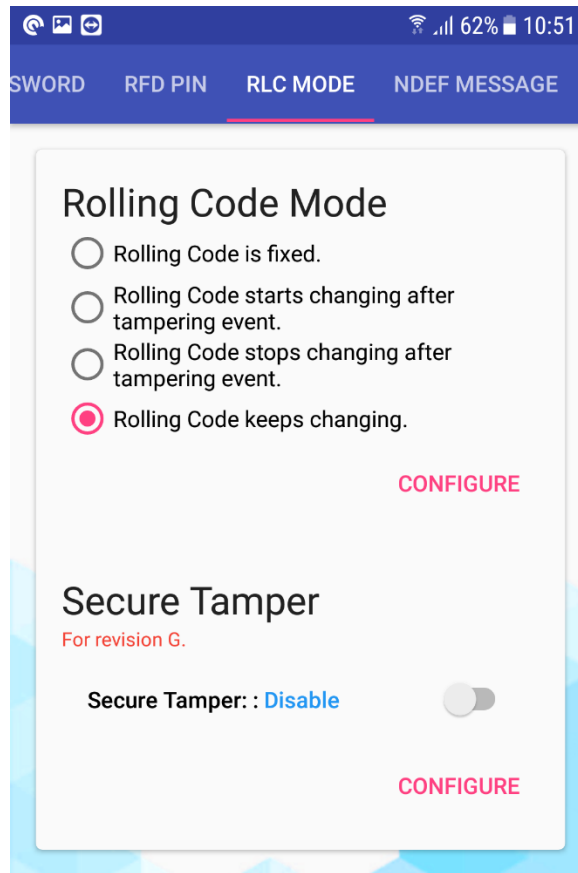 62% 10:51
SWORD RFD PIN RLC MODE NDEF MESSAGE
Rolling Code Mode
Rolling Code is fixed.
Rolling Code starts changing after
tampering event.
Rolling Code stops changing after
tampering event.
Rolling Code keeps changing.
CONFIGURE
Secure Tamper
For revision G.
Secure Tamper: : Disable
CONFIGURE